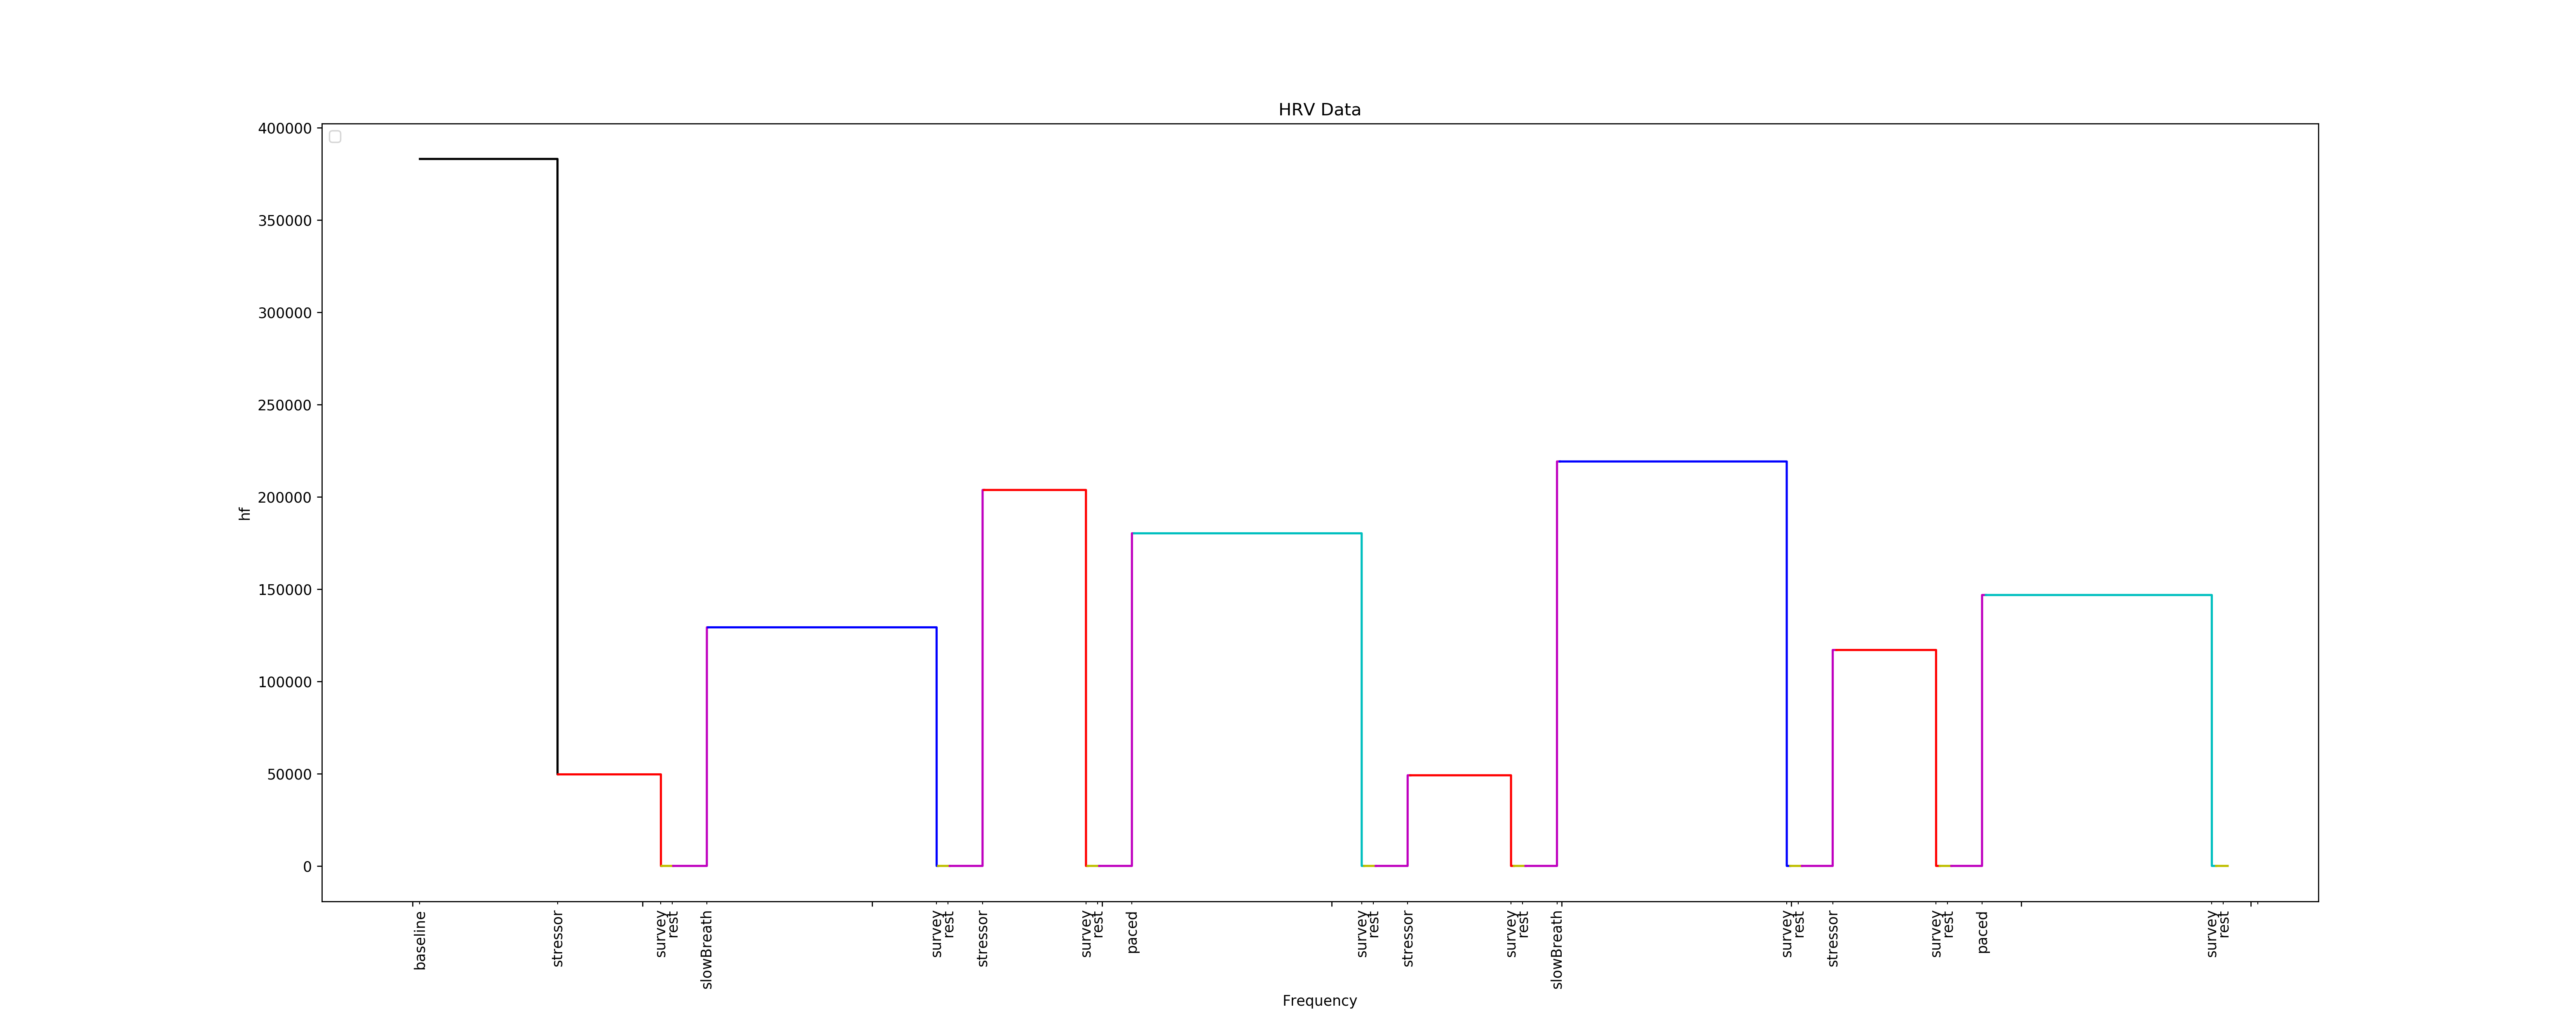 HRV Data
400000
350000
300000
250000
200000
150000
100000
50000
0
hf
baseline
stressor
survey
rest
slowBreath
survey
rest
stressor
survey
rest
paced
survey
rest
stressor
survey
rest
slowBreath
survey
rest
stressor
survey
rest
paced
survey
rest
Frequency